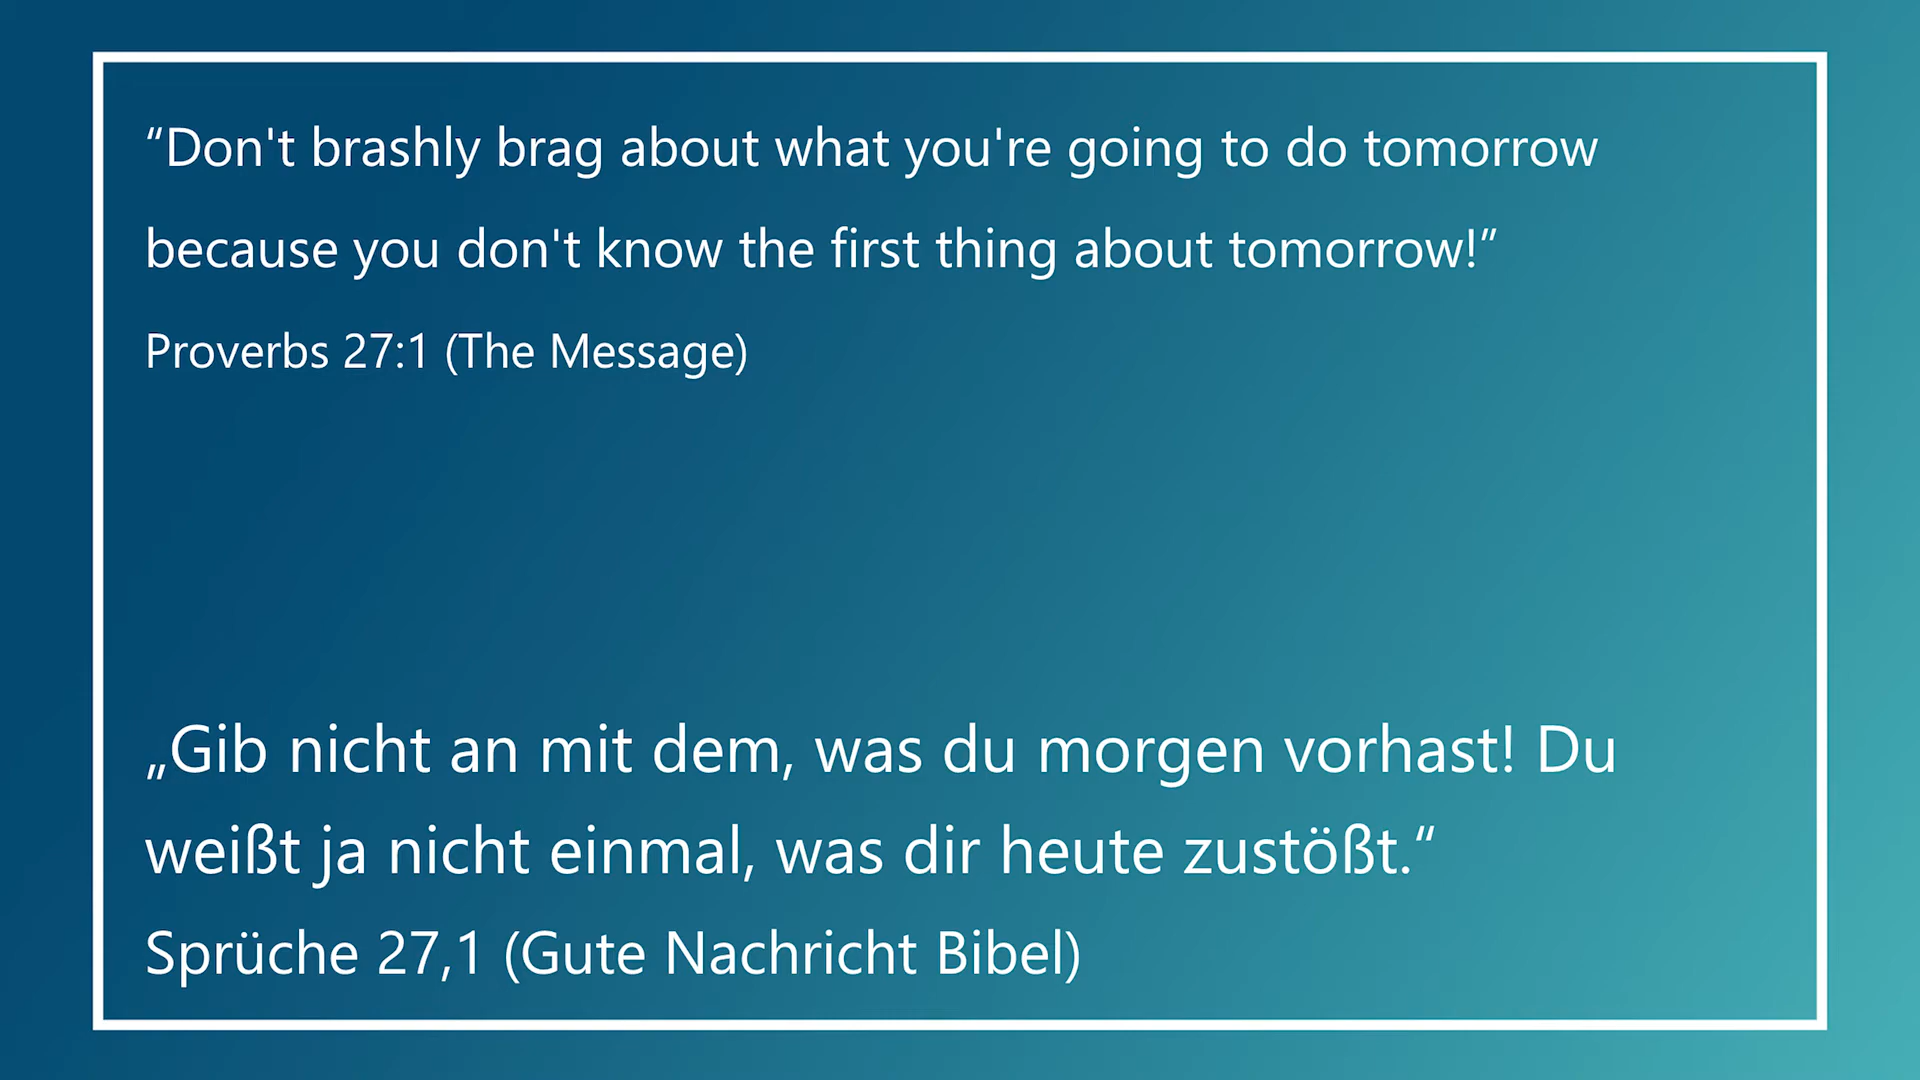 “Don't brashly brag about what you're going to do tomorrow
because you don't know the first thing about tomorrow!”
Proverbs 27:1 (The Message)
„Gib nicht an mit dem, was du morgen vorhast! Du
weißt ja nicht einmal, was dir heute zustößt.“
Sprüche 27,1 (Gute Nachricht Bibel)